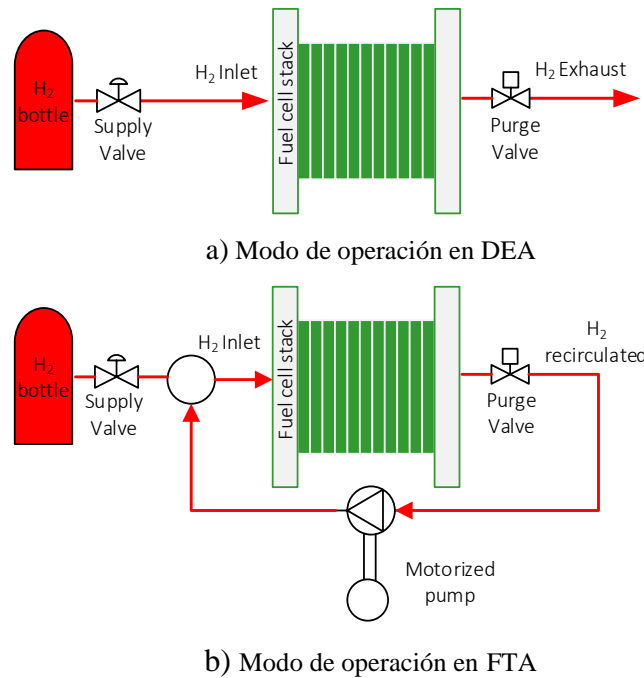 H₂ bottle
Supply
Valve
H₂ Inlet
Fuel cell stack
H₂ Exhaust
Purge
Valve
a) Modo de operación en DEA
H₂ bottle
Supply
Valve
H₂ Inlet
Fuel cell stack
H₂
recirculated
Purge
Valve
Motorized
pump
b) Modo de operación en FTA